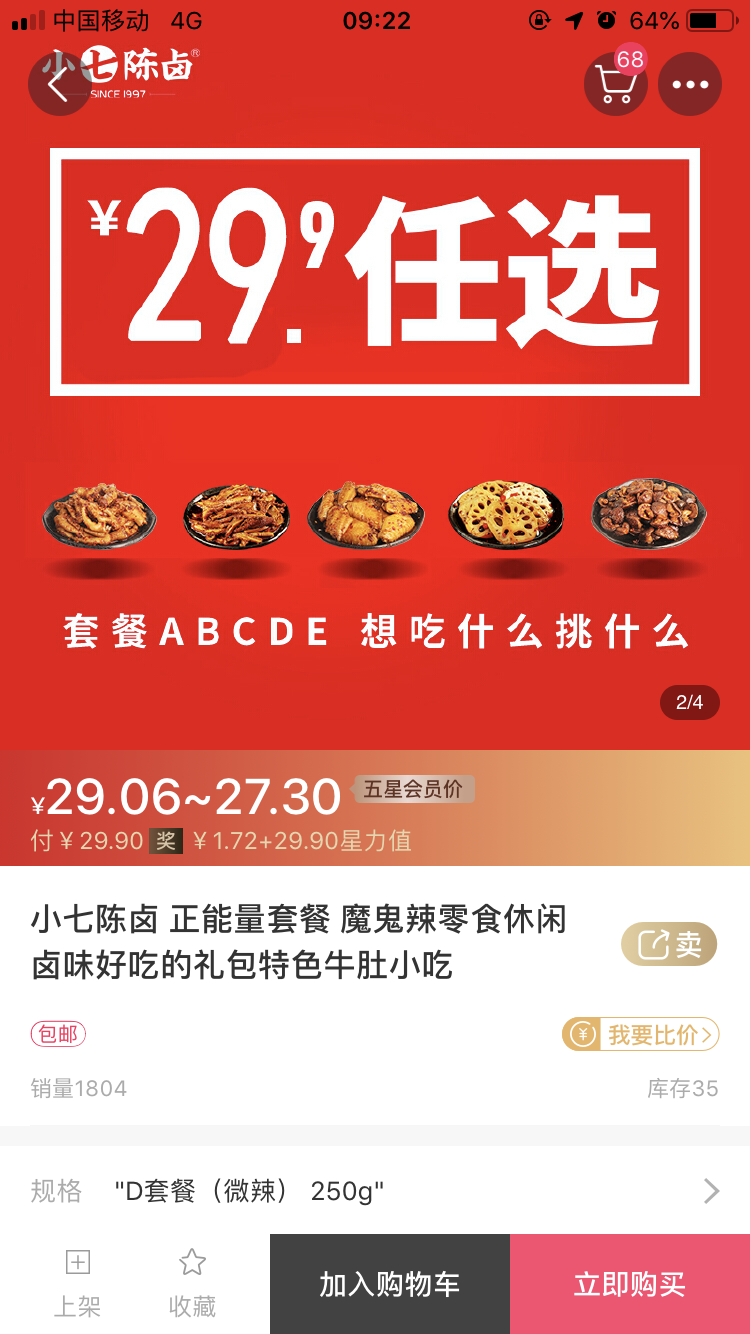 中国移动 4G 09:22 64%
小七陈卤®
SINCE 1997
68
¥29.9任选
套餐ABCDE 想吃什么挑什么
2/4
¥29.06~27.30 五星会员价
付¥29.90 奖 ¥1.72+29.90星力值
小七陈卤 正能量套餐 魔鬼辣零食休闲
卤味好吃的礼包特色牛肚小吃
卖
包邮
¥ 我要比价
销量1804 库存35
规格 "D套餐（微辣） 250g"
上架 收藏 加入购物车 立即购买